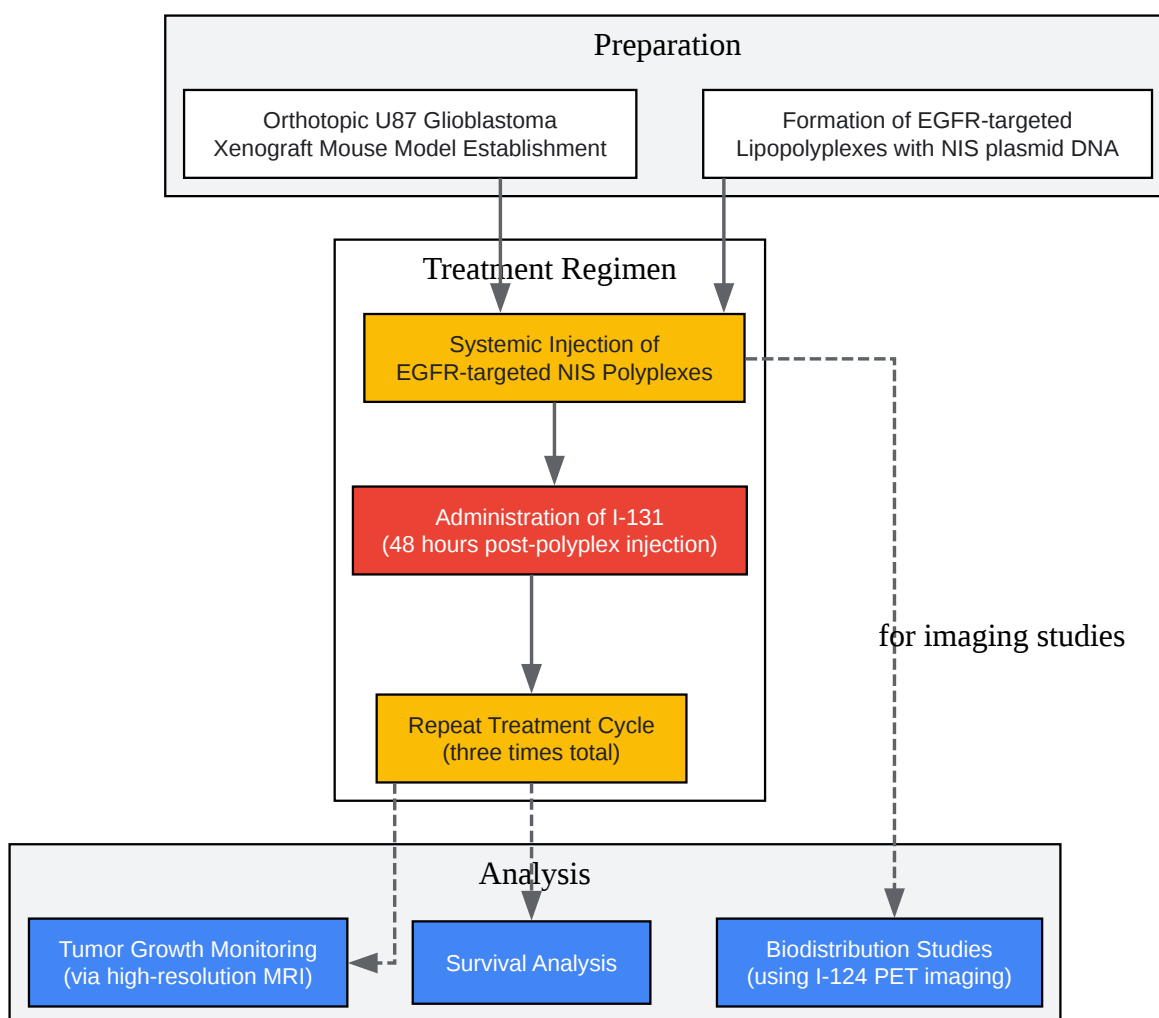 Preparation
Orthotopic U87 Glioblastoma
Xenograft Mouse Model Establishment
Formation of EGFR-targeted
Lipopolyplexes with NIS plasmid DNA
Treatment Regimen
Systemic Injection of
EGFR-targeted NIS Polyplexes
Administration of I-131
(48 hours post-polyplex injection)
for imaging studies
Repeat Treatment Cycle
(three times total)
Analysis
Tumor Growth Monitoring
(via high-resolution MRI)
Survival Analysis
Biodistribution Studies
(using I-124 PET imaging)